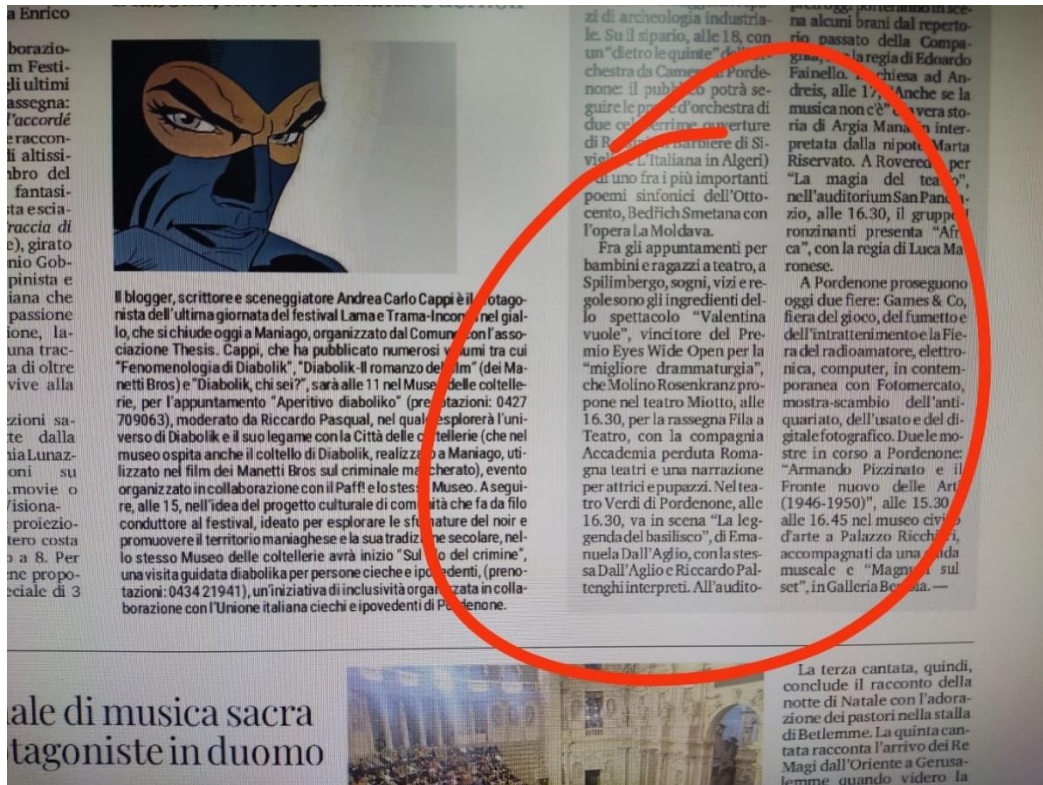 a Enrico
borazio-
m Festi-
gli ultimi
assegna:
l'accordé
e raccon-
di altissi-
mbro del
fantasi-
sta e scia-
raccia di
e), girato
nio Gob-
pinista e
iana che
passione
ione, la-
una trac-
a di oltre
vive alla
zioni sa-
te dalla
nia Lunaz-
oni su
.movie o
Visiona-
proiezio-
tero costa
o a 8. Per
ne propo-
eciale di 3
Il blogger, scrittore e sceneggiatore Andrea Carlo Cappi è il protago-
nista dell'ultima giornata del festival Lama e Trama-Incontri nel gial-
lo, che si chiude oggi a Maniago, organizzato dal Comune con l'asso-
ciazione Thesis. Cappi, che ha pubblicato numerosi volumi tra cui
"Fenomenologia di Diabolik", "Diabolik-Il romanzo del film" (dei Ma-
netti Bros) e "Diabolik, chi sei?", sarà alle 11 nel Museo delle coltelle-
rie, per l'appuntamento "Aperitivo diaboliko" (prenotazioni: 0427
709063), moderato da Riccardo Pasqual, nel quale esplorerà l'uni-
verso di Diabolik e il suo legame con la Città delle coltellerie (che nel
museo ospita anche il coltello di Diabolik, realizzato a Maniago, uti-
lizzato nel film dei Manetti Bros sul criminale mascherato), evento
organizzato in collaborazione con il Paff! e lo stesso Museo. A segui-
re, alle 15, nell'idea del progetto culturale di comunità che fa da filo
conduttore al festival, ideato per esplorare le sfumature del noir e
promuovere il territorio maniaghese e la sua tradizione secolare, nel-
lo stesso Museo delle coltellerie avrà inizio "Sul filo del crimine",
una visita guidata diabolika per persone cieche e ipovedenti, (preno-
tazioni: 0434 21941), un'iniziativa di inclusività organizzata in colla-
borazione con l'Unione italiana ciechi e ipovedenti di Pordenone.
zi di archeologia industria-
le. Su il sipario, alle 18, con
un "dietro le quinte" dell'or-
chestra da Camera di Porde-
none: il pubblico potrà se-
guire le prove d'orchestra di
due celeberrime ouverture
di Rossini (Barbiere di Si-
viglia e L'Italiana in Algeri)
e di uno fra i più importanti
poemi sinfonici dell'Otto-
cento, Bedřich Smetana con
l'opera La Moldava.
Fra gli appuntamenti per
bambini e ragazzi a teatro, a
Spilimbergo, sogni, vizi e re-
gole sono gli ingredienti del-
lo spettacolo "Valentina
vuole", vincitore del Pre-
mio Eyes Wide Open per la
"migliore drammaturgia",
che Molino Rosenkranz pro-
pone nel teatro Miotto, alle
16.30, per la rassegna Fila a
Teatro, con la compagnia
Accademia perduta Roma-
gna teatri e una narrazione
per attrici e pupazzi. Nel tea-
tro Verdi di Pordenone, alle
16.30, va in scena "La leg-
genda del basilisco", di Ema-
nuela Dall'Aglio, con la stes-
sa Dall'Aglio e Riccardo Pal-
tenghi interpreti. All'audito-
na alcuni brani dal reperto-
rio passato della Compa-
gnia, con la regia di Edoardo
Fainello. In chiesa ad An-
dreis, alle 17, "Anche se la
musica non c'è" la vera sto-
ria di Argia Manarin inter-
pretata dalla nipote Marta
Riservato. A Roveredo, per
"La magia del teatro",
nell'auditorium San Pancra-
zio, alle 16.30, il gruppo I
ronzinanti presenta "Afri
ca", con la regia di Luca Ma
ronese.
A Pordenone proseguono
oggi due fiere: Games & Co,
fiera del gioco, del fumetto e
dell'intrattenimento e la Fie-
ra del radioamatore, elettro-
nica, computer, in contem-
poranea con Fotomercato,
mostra-scambio dell'anti-
quariato, dell'usato e del di-
gitale fotografico. Due le mo-
stre in corso a Pordenone:
"Armando Pizzinato e il
Fronte nuovo delle Arti
(1946-1950)", alle 15.30
alle 16.45 nel museo civico
d'arte a Palazzo Ricchieri,
accompagnati da una guida
museale e "Magnum sul
set", in Galleria Bertoia.—
ale di musica sacra
otagoniste in duomo
La terza cantata, quindi,
conclude il racconto della
notte di Natale con l'adora-
zione dei pastori nella stalla
di Betlemme. La quinta can-
tata racconta l'arrivo dei Re
Magi dall'Oriente a Gerusa-
lemme quando videro la